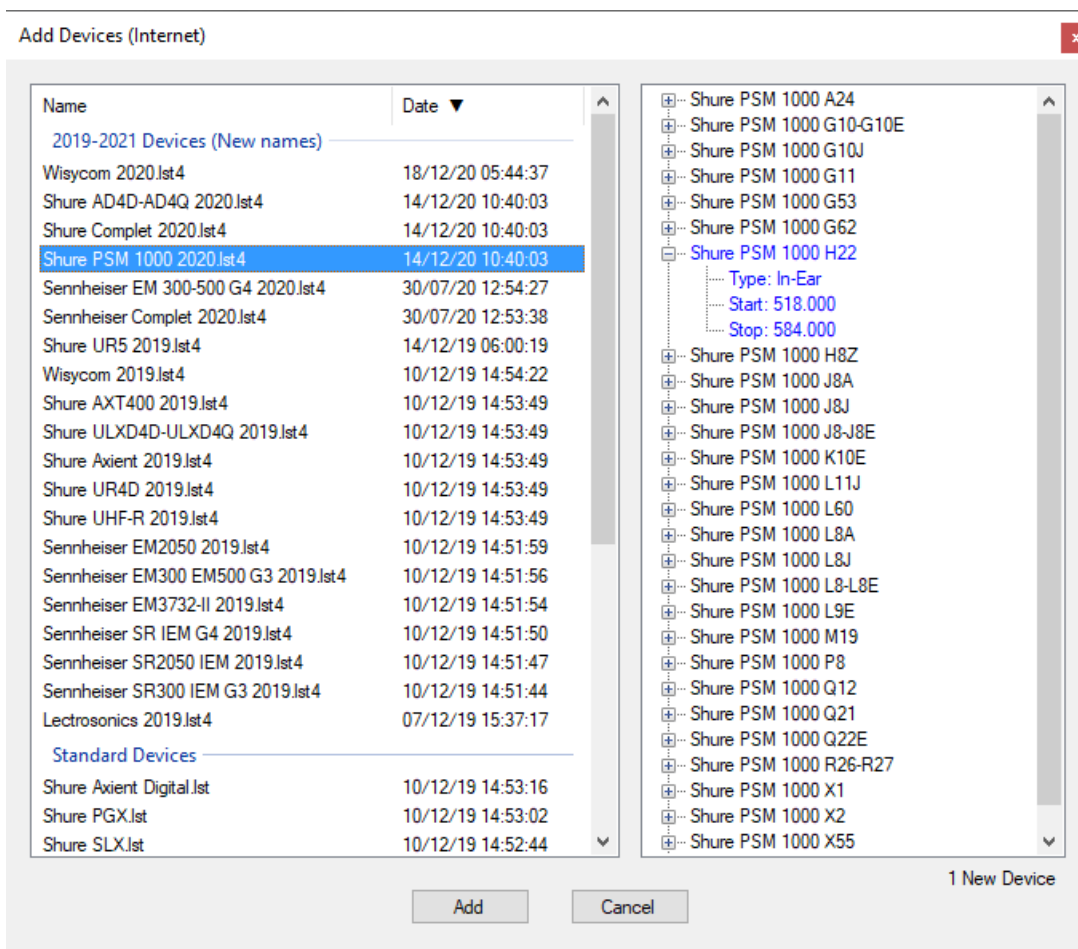 Add Devices (Internet)
x
Name Date ▼
2019-2021 Devices (New names)
Wisycom 2020.lst4 18/12/20 05:44:37
Shure AD4D-AD4Q 2020.lst4 14/12/20 10:40:03
Shure Complet 2020.lst4 14/12/20 10:40:03
Shure PSM 1000 2020.lst4 14/12/20 10:40:03
Sennheiser EM 300-500 G4 2020.lst4 30/07/20 12:54:27
Sennheiser Complet 2020.lst4 30/07/20 12:53:38
Shure UR5 2019.lst4 14/12/19 06:00:19
Wisycom 2019.lst4 10/12/19 14:54:22
Shure AXT400 2019.lst4 10/12/19 14:53:49
Shure ULXD4D-ULXD4Q 2019.lst4 10/12/19 14:53:49
Shure Axient 2019.lst4 10/12/19 14:53:49
Shure UR4D 2019.lst4 10/12/19 14:53:49
Shure UHF-R 2019.lst4 10/12/19 14:53:49
Sennheiser EM2050 2019.lst4 10/12/19 14:51:59
Sennheiser EM300 EM500 G3 2019.lst4 10/12/19 14:51:56
Sennheiser EM3732-II 2019.lst4 10/12/19 14:51:54
Sennheiser SR IEM G4 2019.lst4 10/12/19 14:51:50
Sennheiser SR2050 IEM 2019.lst4 10/12/19 14:51:47
Sennheiser SR300 IEM G3 2019.lst4 10/12/19 14:51:44
Lectrosonics 2019.lst4 07/12/19 15:37:17
Standard Devices
Shure Axient Digital.lst 10/12/19 14:53:16
Shure PGX.lst 10/12/19 14:53:02
Shure SLX.lst 10/12/19 14:52:44
Shure PSM 1000 A24
Shure PSM 1000 G10-G10E
Shure PSM 1000 G10J
Shure PSM 1000 G11
Shure PSM 1000 G53
Shure PSM 1000 G62
Shure PSM 1000 H22
Type: In-Ear
Start: 518.000
Stop: 584.000
Shure PSM 1000 H8Z
Shure PSM 1000 J8A
Shure PSM 1000 J8J
Shure PSM 1000 J8-J8E
Shure PSM 1000 K10E
Shure PSM 1000 L11J
Shure PSM 1000 L60
Shure PSM 1000 L8A
Shure PSM 1000 L8J
Shure PSM 1000 L8-L8E
Shure PSM 1000 L9E
Shure PSM 1000 M19
Shure PSM 1000 P8
Shure PSM 1000 Q12
Shure PSM 1000 Q21
Shure PSM 1000 Q22E
Shure PSM 1000 R26-R27
Shure PSM 1000 X1
Shure PSM 1000 X2
Shure PSM 1000 X55
1 New Device
Add Cancel